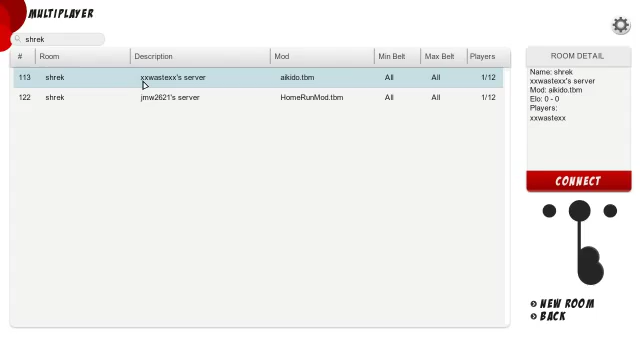 MULTIPLAYER
shrek
# Room Description Mod Min Belt Max Belt Players
113 shrek xxwastexx's server aikido.tbm All All 1/12
122 shrek jmw2621's server HomeRunMod.tbm All All 1/12
ROOM DETAIL
Name: shrek
xxwastexx's server
Mod: aikido.tbm
Elo: 0 - 0
Players:
xxwastexx
CONNECT
NEW ROOM
BACK